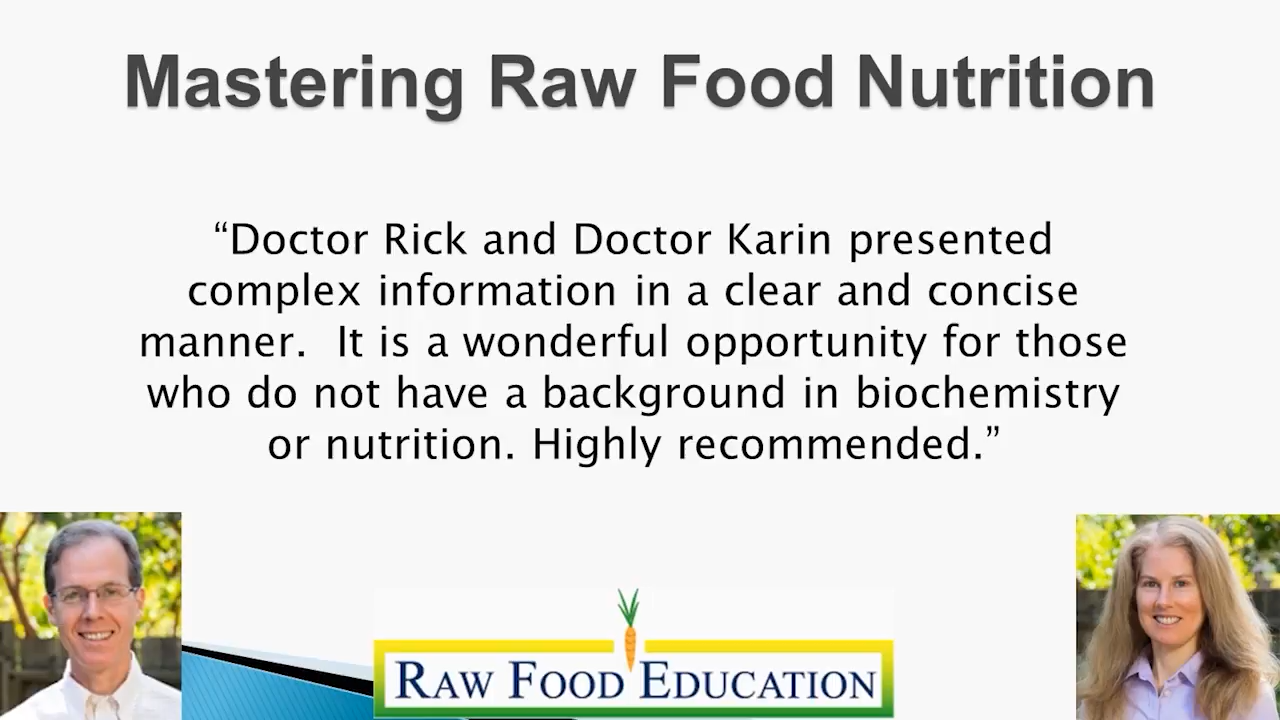 Mastering Raw Food Nutrition
“Doctor Rick and Doctor Karin presented
complex information in a clear and concise
manner.  It is a wonderful opportunity for those
who do not have a background in biochemistry
or nutrition. Highly recommended.”
RAW FOOD EDUCATION